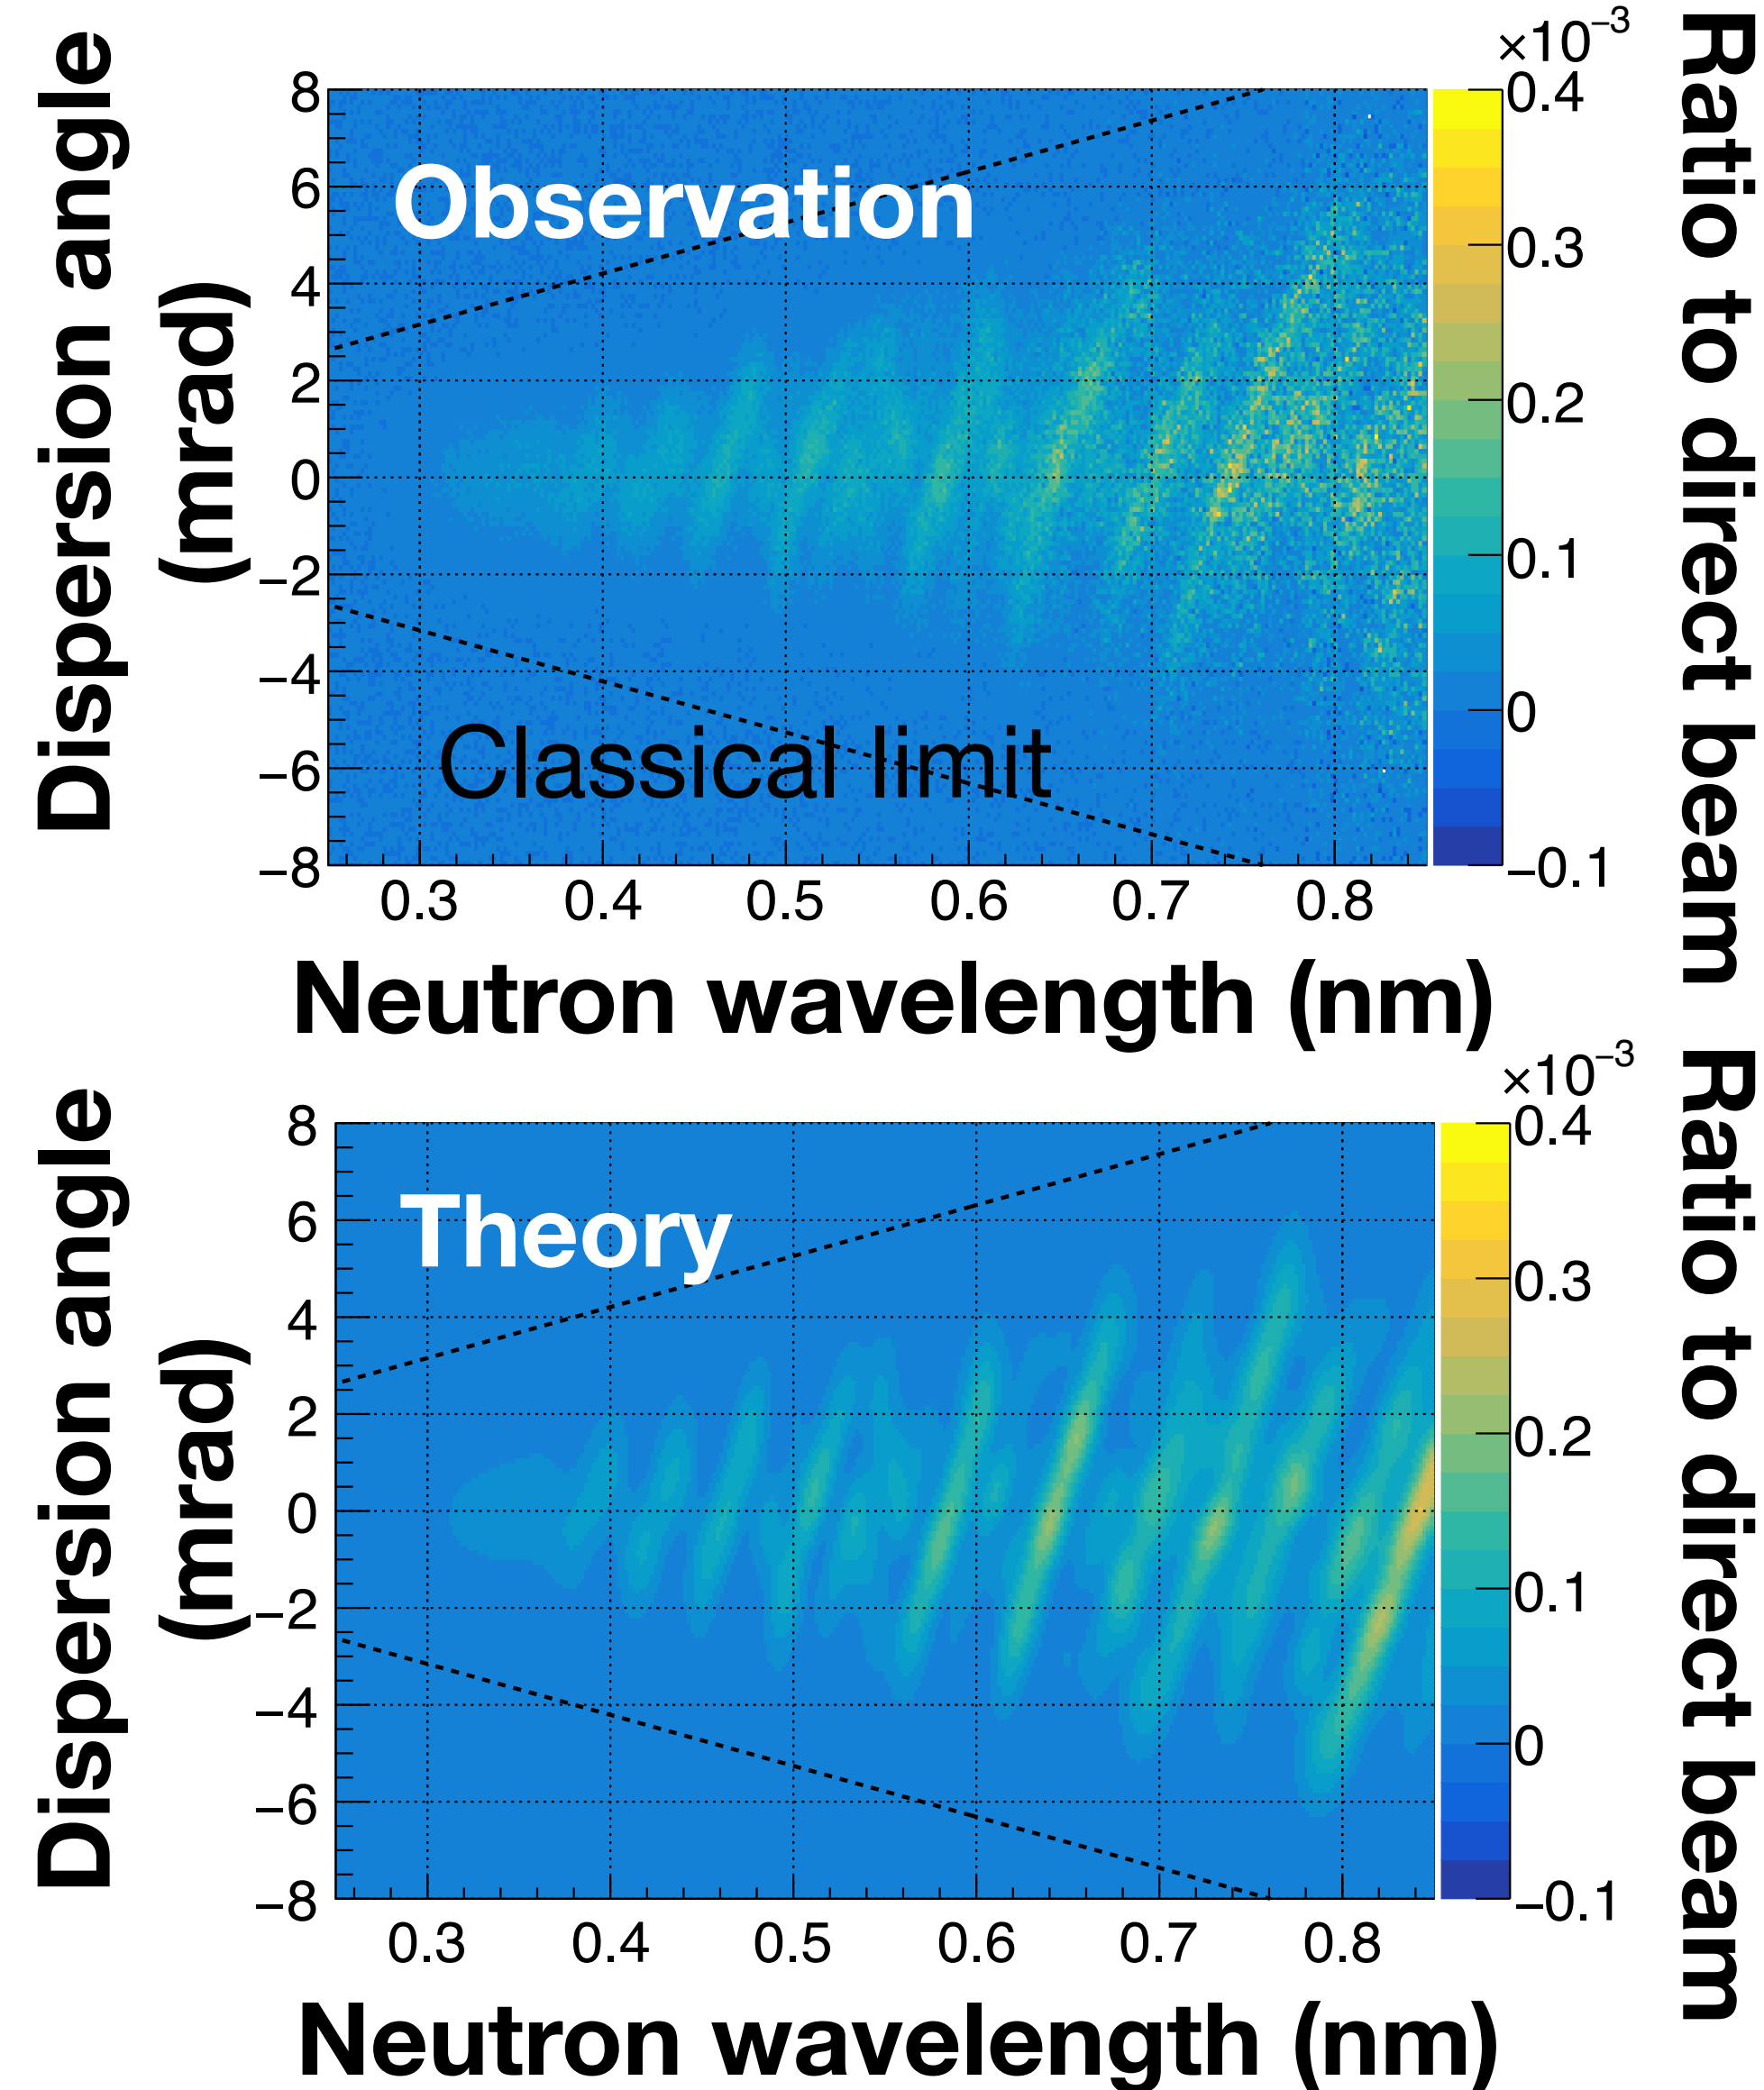 Dispersion angle
(mrad)
8
6
4
2
0
−2
−4
−6
−8
Observation
Classical limit
0.3 0.4 0.5 0.6 0.7 0.8
Neutron wavelength (nm)
×10⁻³
0.4
0.3
0.2
0.1
0
−0.1
Ratio to direct beam
Dispersion angle
(mrad)
8
6
4
2
0
−2
−4
−6
−8
Theory
0.3 0.4 0.5 0.6 0.7 0.8
Neutron wavelength (nm)
×10⁻³
0.4
0.3
0.2
0.1
0
−0.1
Ratio to direct beam